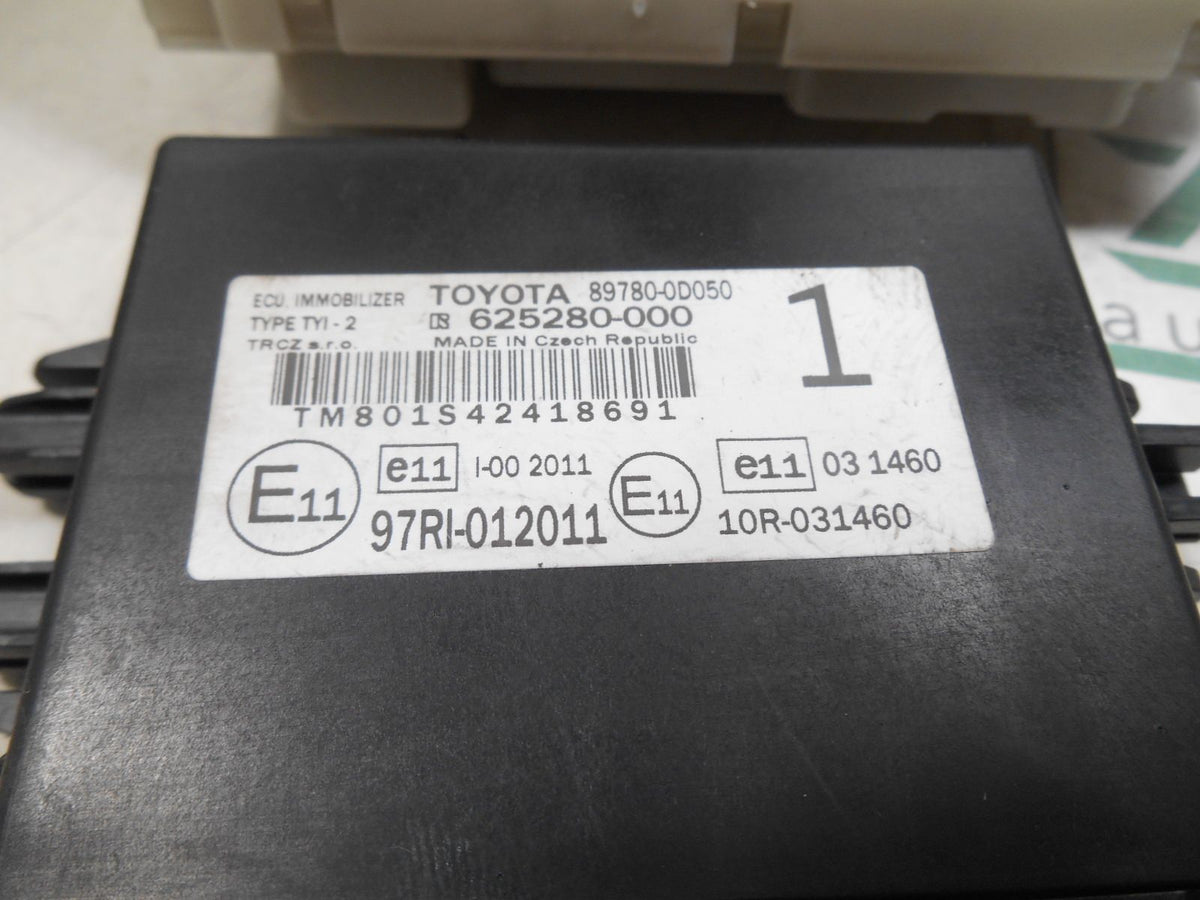 ECU. IMMOBILIZER TOYOTA 89780-0D050
TYPE TYI - 2 625280-000
TRCZ s.r.o. MADE IN Czech Republic
1
TM801S42418691
E11 e11 I-00 2011 E11 e11 03 1460
97RI-012011 10R-031460
au